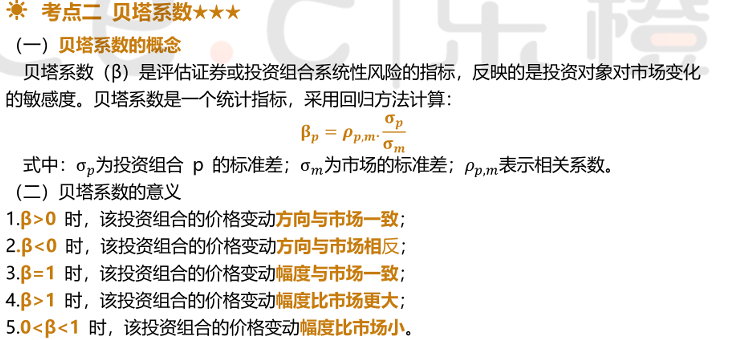 考点二 贝塔系数★★★
（一）贝塔系数的概念
贝塔系数（β）是评估证券或投资组合系统性风险的指标，反映的是投资对象对市场变化
的敏感度。贝塔系数是一个统计指标，采用回归方法计算：
βp = ρp,m · σp/σm
式中：σp为投资组合 p 的标准差；σm为市场的标准差；ρp,m表示相关系数。
（二）贝塔系数的意义
1.β>0 时，该投资组合的价格变动方向与市场一致；
2.β<0 时，该投资组合的价格变动方向与市场相反；
3.β=1 时，该投资组合的价格变动幅度与市场一致；
4.β>1 时，该投资组合的价格变动幅度比市场更大；
5.0<β<1 时，该投资组合的价格变动幅度比市场小。